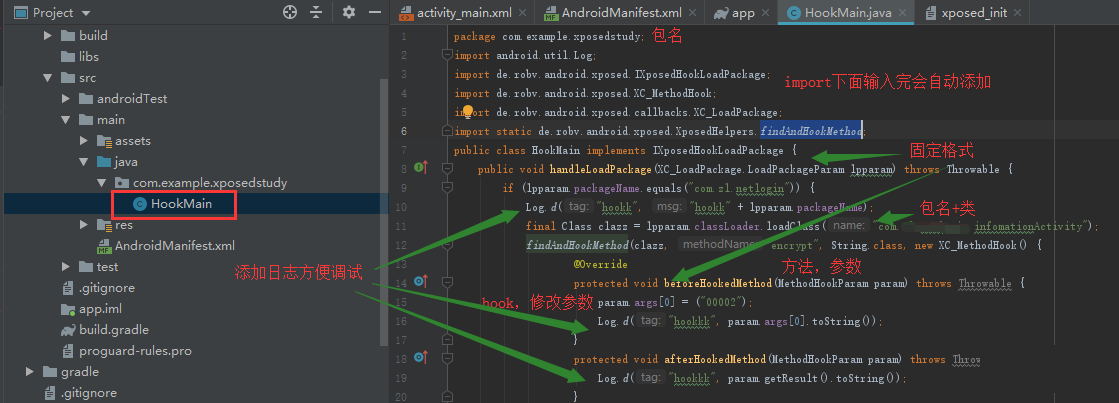 Project
activity_main.xml
AndroidManifest.xml
app
HookMain.java
xposed_init
build
libs
src
androidTest
main
assets
java
com.example.xposedstudy
HookMain
res
AndroidManifest.xml
test
.gitignore
app.iml
build.gradle
proguard-rules.pro
gradle
.gitignore
添加日志方便调试
1 package com.example.xposedstudy; 包名
2 import android.util.Log;
3 import de.robv.android.xposed.IXposedHookLoadPackage;
import下面输入完会自动添加
4 import de.robv.android.xposed.XC_MethodHook;
5 import de.robv.android.xposed.callbacks.XC_LoadPackage;
6 import static de.robv.android.xposed.XposedHelpers.findAndHookMethod;
7 public class HookMain implements IXposedHookLoadPackage {
固定格式
8 public void handleLoadPackage(XC_LoadPackage.LoadPackageParam lpparam) throws Throwable {
9 if (lpparam.packageName.equals("com.zl.netlogin")) {
10 Log.d( tag: "hookk", msg: "hookk" + lpparam.packageName);
包名+类
11 final Class clazz = lpparam.classLoader.loadClass( name: "com. infomationActivity");
12 findAndHookMethod(claz, methodName encrypt", String.class, new XC_MethodHook() {
13 @Override
方法，参数
14 protected void beforeHookedMethod(MethodHookParam param) throws Throwable {
hook，修改参数
15 param.args[0] = ("00002");
16 Log.d( tag: "hookkk", param.args[0].toString());
17 }
18 protected void afterHookedMethod(MethodHookParam param) throws Throw
19 Log.d( tag: "hookkk", param.getResult().toString());
20 }